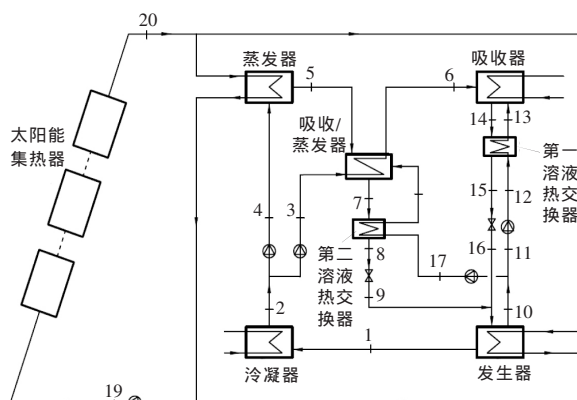 20
蒸发器
5
6
吸收器
太阳能
集热器
吸收/
蒸发器
14
13
第一
溶液
热交
换器
4
3
7
15
12
8
第二
溶液
热交
换器
17
16
11
9
2
10
1
冷凝器
发生器
19